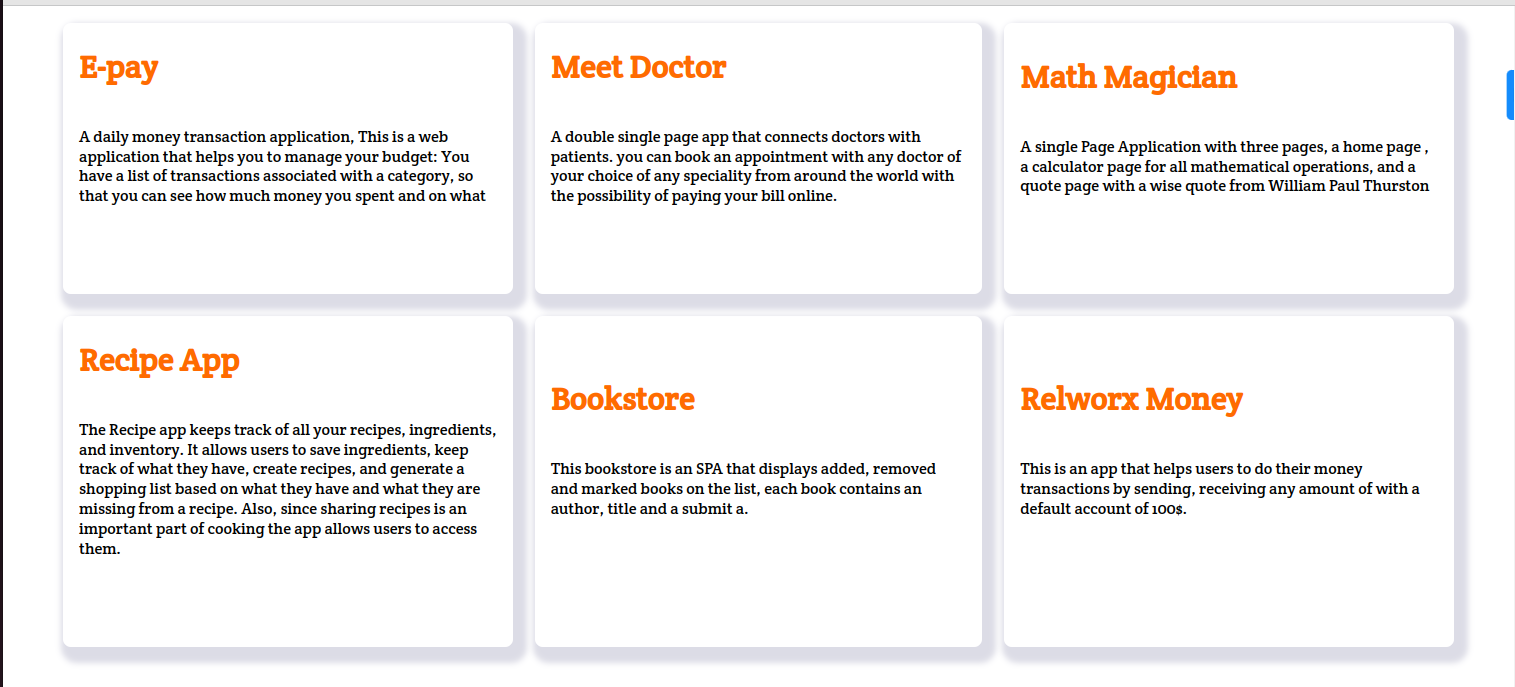 E-pay
A daily money transaction application, This is a web
application that helps you to manage your budget: You
have a list of transactions associated with a category, so
that you can see how much money you spent and on what
Meet Doctor
A double single page app that connects doctors with
patients. you can book an appointment with any doctor of
your choice of any speciality from around the world with
the possibility of paying your bill online.
Math Magician
A single Page Application with three pages, a home page ,
a calculator page for all mathematical operations, and a
quote page with a wise quote from William Paul Thurston
Recipe App
The Recipe app keeps track of all your recipes, ingredients,
and inventory. It allows users to save ingredients, keep
track of what they have, create recipes, and generate a
shopping list based on what they have and what they are
missing from a recipe. Also, since sharing recipes is an
important part of cooking the app allows users to access
them.
Bookstore
This bookstore is an SPA that displays added, removed
and marked books on the list, each book contains an
author, title and a submit a.
Relworx Money
This is an app that helps users to do their money
transactions by sending, receiving any amount of with a
default account of 100$.